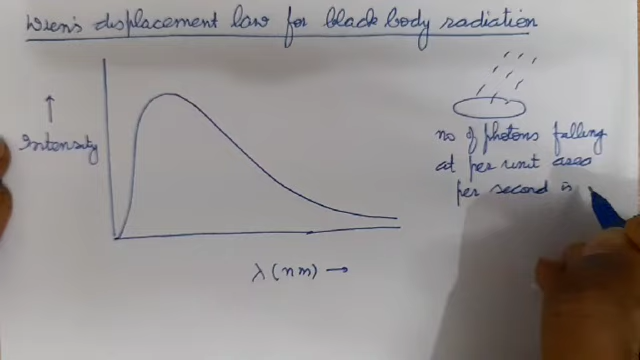 Wien's displacement law for black body radiation
↑
Intensity
λ (nm) →
no of photons falling
at per unit area
per second is